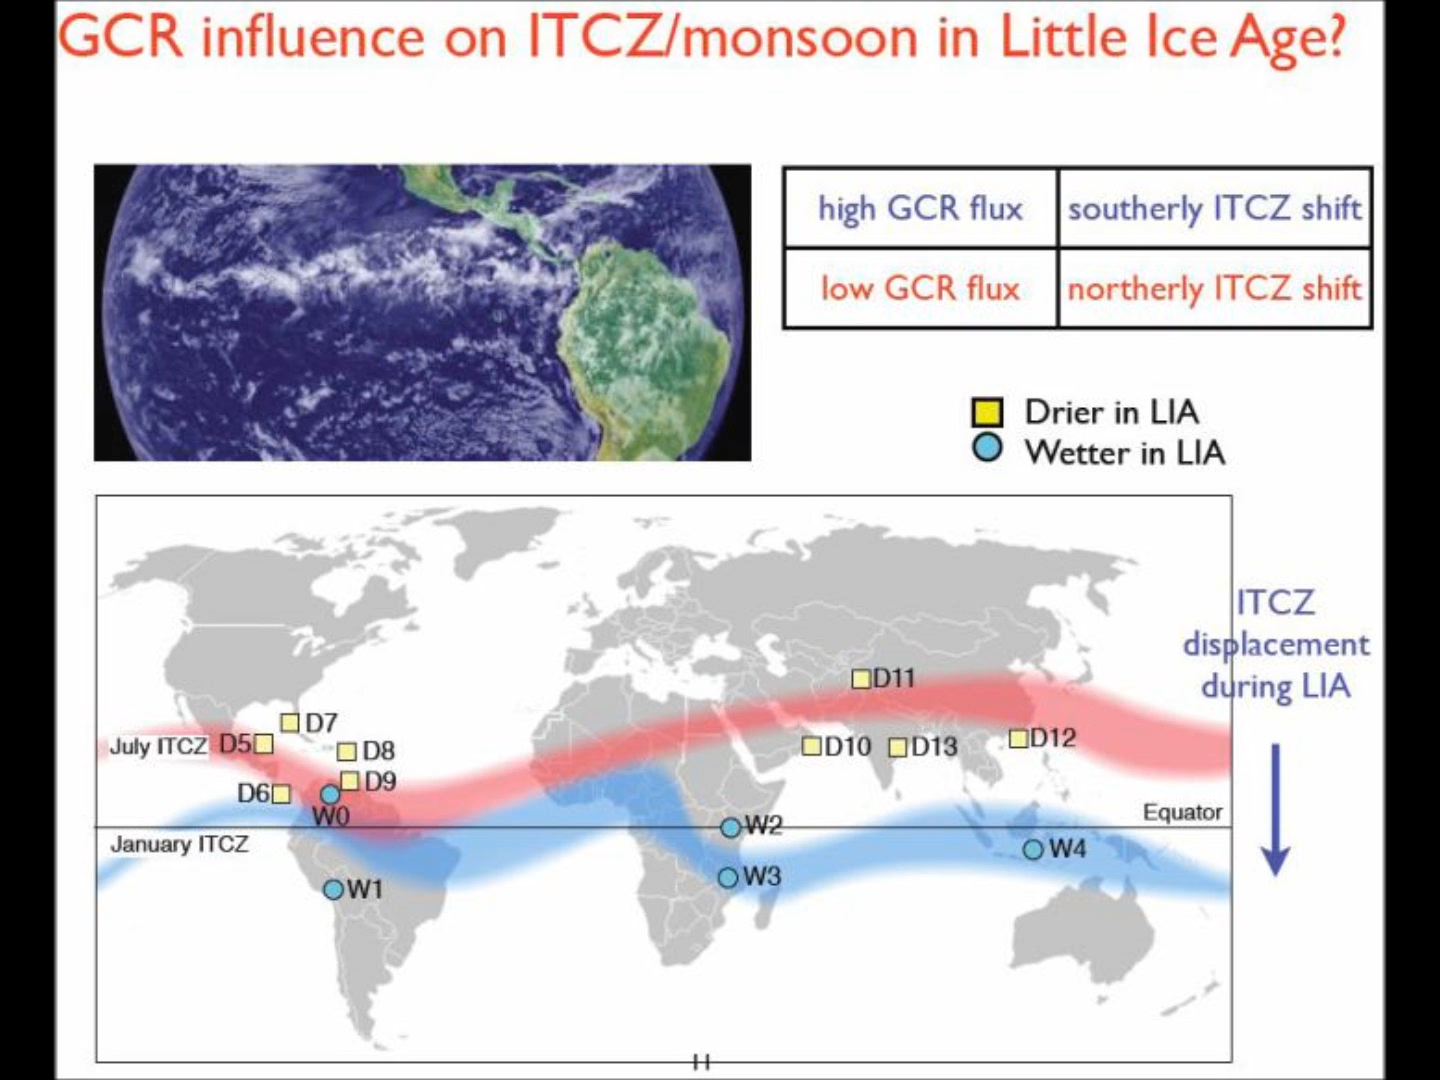 GCR influence on ITCZ/monsoon in Little Ice Age?
high GCR flux southerly ITCZ shift
low GCR flux northerly ITCZ shift
Drier in LIA
Wetter in LIA
ITCZ
displacement
during LIA
D11
D7
D5
July ITCZ
D8
D12
D10
D13
D9
D6
W0
Equator
W2
January ITCZ
W4
W3
W1